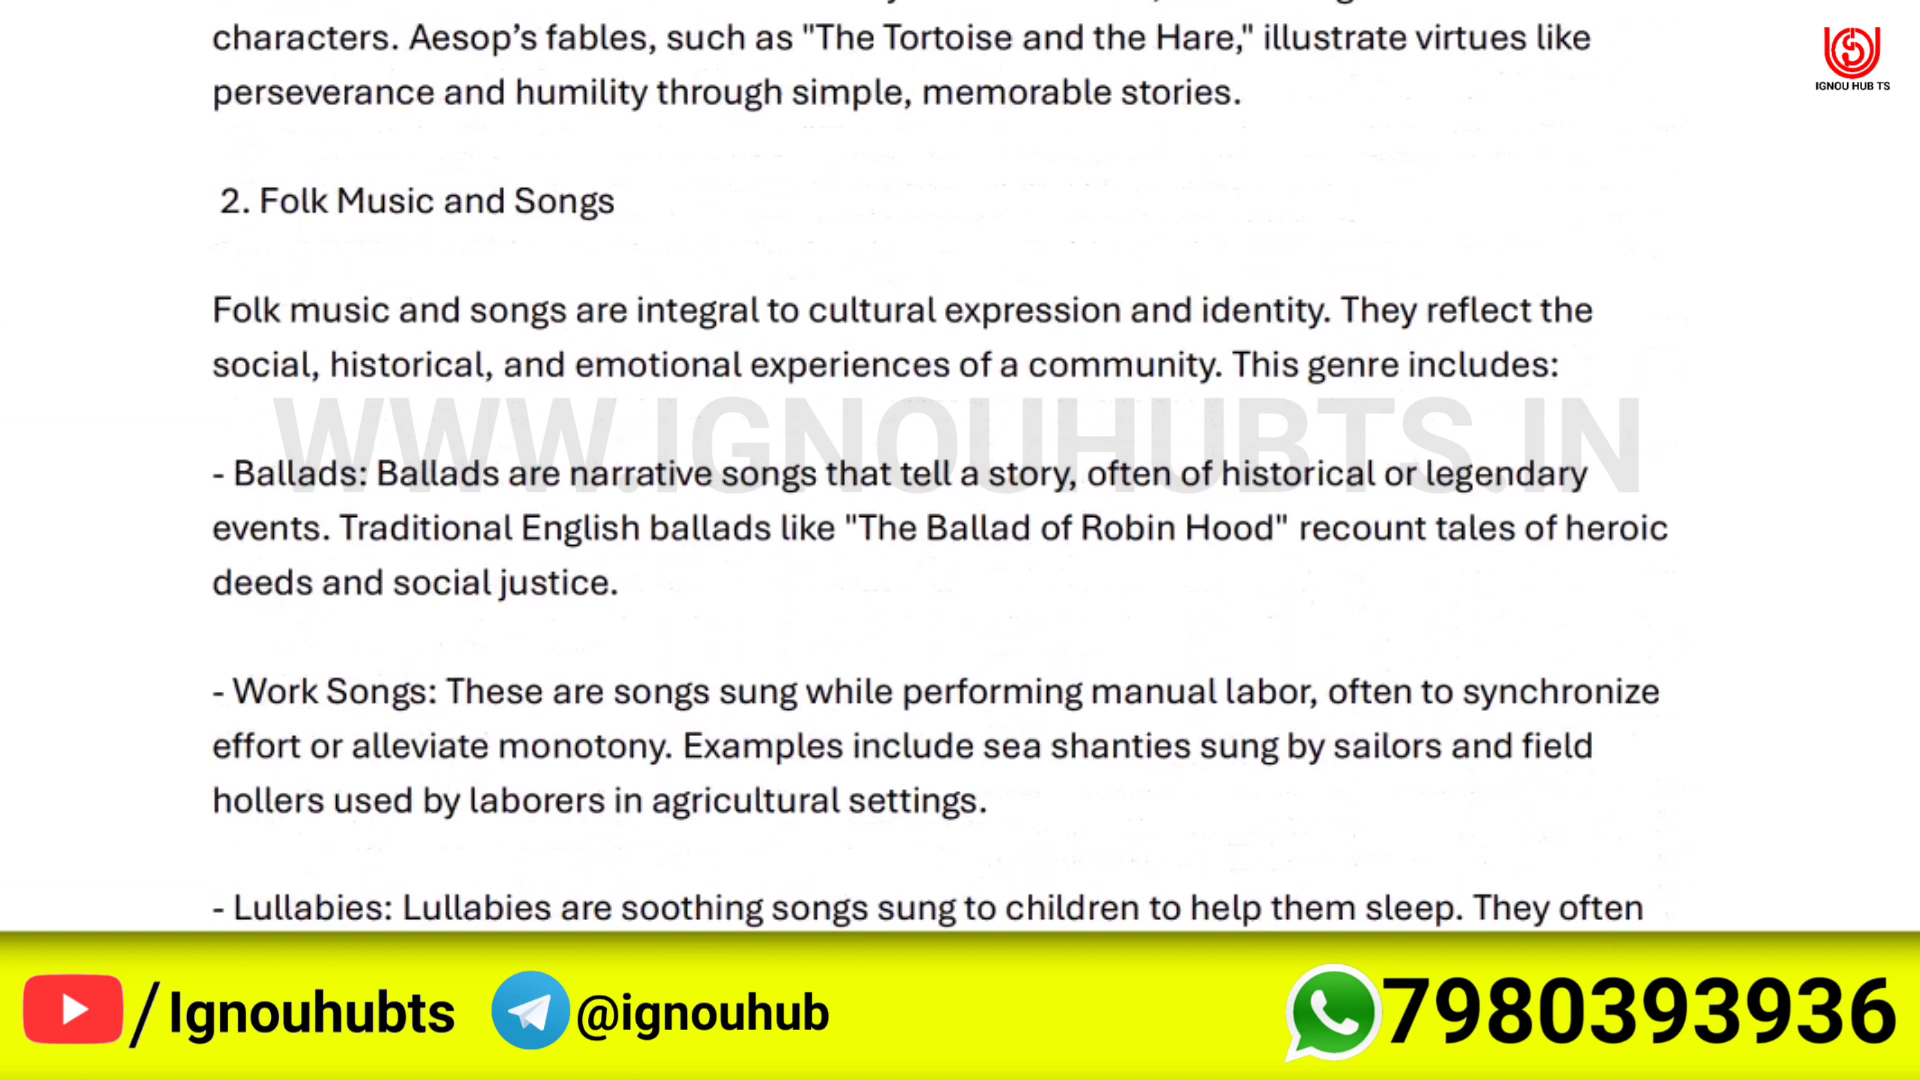 characters. Aesop’s fables, such as "The Tortoise and the Hare," illustrate virtues like
perseverance and humility through simple, memorable stories.
IGNOU HUB TS
2. Folk Music and Songs
Folk music and songs are integral to cultural expression and identity. They reflect the
social, historical, and emotional experiences of a community. This genre includes:
WWW.IGNOUHUBTS.IN
- Ballads: Ballads are narrative songs that tell a story, often of historical or legendary
events. Traditional English ballads like "The Ballad of Robin Hood" recount tales of heroic
deeds and social justice.
- Work Songs: These are songs sung while performing manual labor, often to synchronize
effort or alleviate monotony. Examples include sea shanties sung by sailors and field
hollers used by laborers in agricultural settings.
- Lullabies: Lullabies are soothing songs sung to children to help them sleep. They often
/Ignouhubts @ignouhub 7980393936